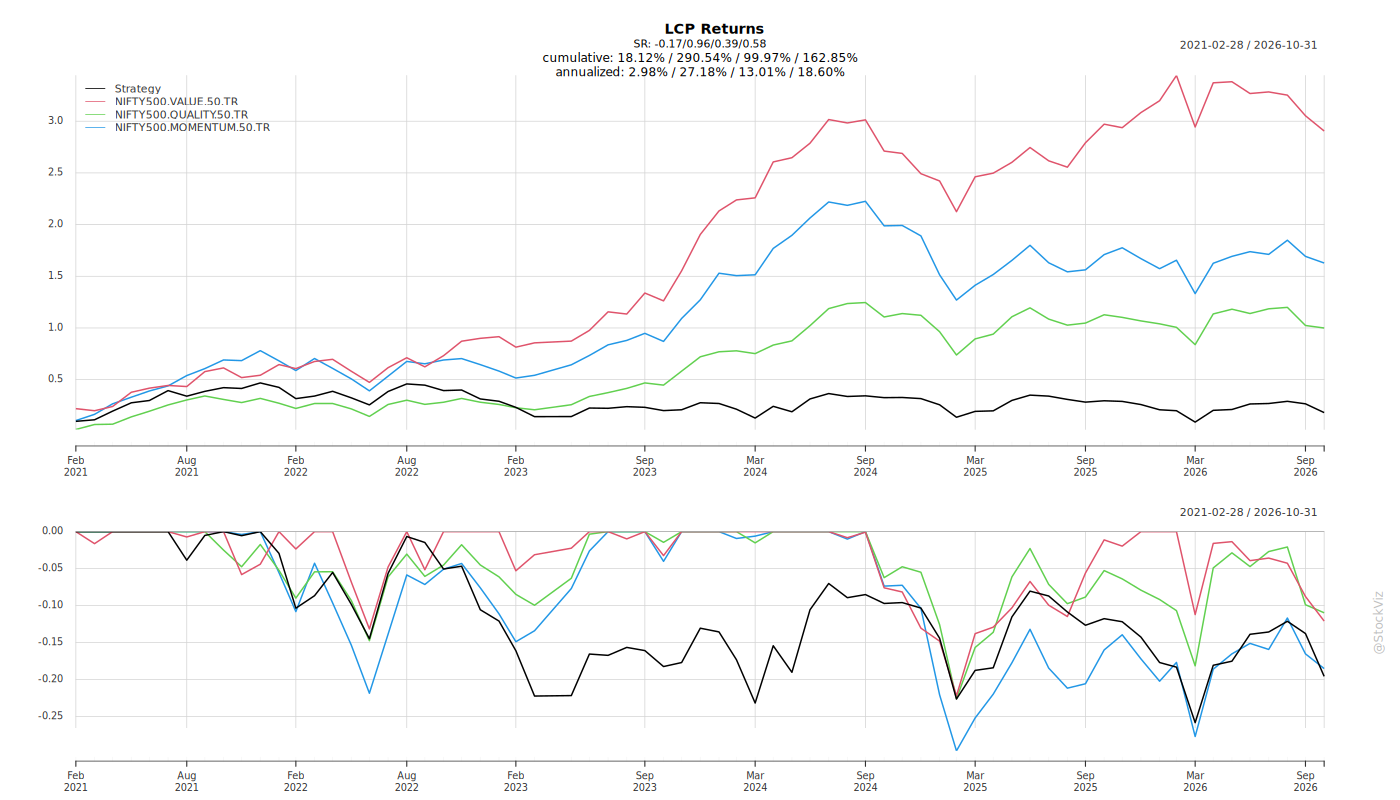 LCP Returns
SR: -0.17/0.96/0.39/0.58
cumulative: 18.12% / 290.54% / 99.97% / 162.85%
annualized: 2.98% / 27.18% / 13.01% / 18.60%
2021-02-28 / 2026-10-31
Strategy
NIFTY500.VALUE.50.TR
NIFTY500.QUALITY.50.TR
NIFTY500.MOMENTUM.50.TR
3.0
2.5
2.0
1.5
1.0
0.5
Feb Aug Feb Aug Feb Sep Mar Sep Mar Sep Mar Sep
2021 2021 2022 2022 2023 2023 2024 2024 2025 2025 2026 2026
2021-02-28 / 2026-10-31
0.00
-0.05
-0.10
-0.15
-0.20
-0.25
Feb Aug Feb Aug Feb Sep Mar Sep Mar Sep Mar Sep
2021 2021 2022 2022 2023 2023 2024 2024 2025 2025 2026 2026
@StockViz